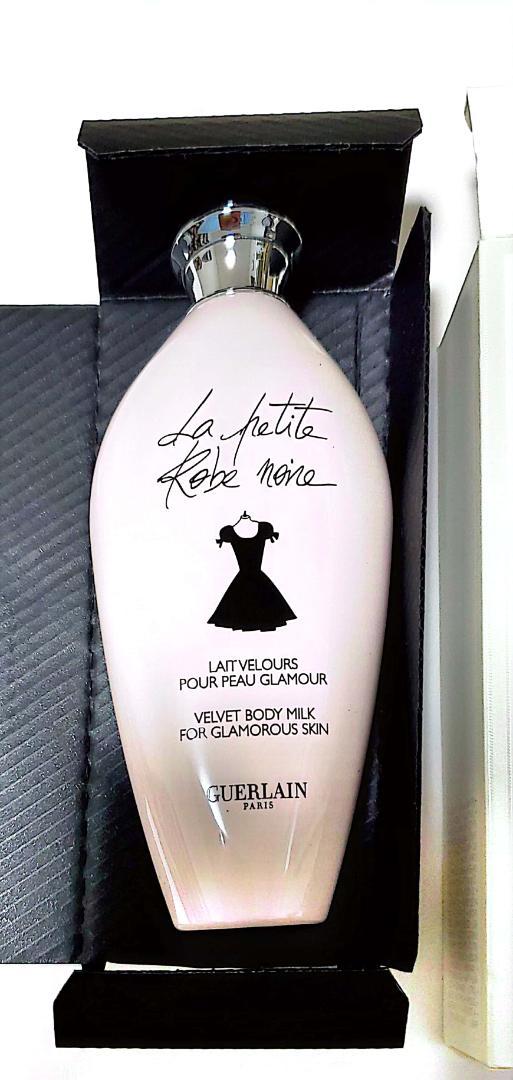 La petite
Robe noire
LAIT VELOURS
POUR PEAU GLAMOUR
VELVET BODY MILK
FOR GLAMOROUS SKIN
GUERLAIN
PARIS